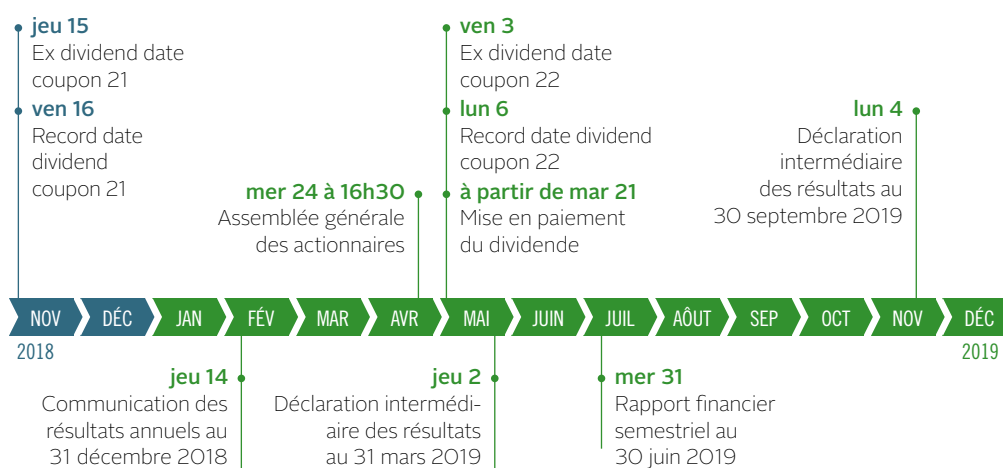 jeu 15
Ex dividend date
coupon 21
ven 16
Record date
dividend
coupon 21
mer 24 à 16h30
Assemblée générale
des actionnaires
ven 3
Ex dividend date
coupon 22
lun 6
Record date dividend
coupon 22
à partir de mar 21
Mise en paiement
du dividende
lun 4
Déclaration
intermédiaire
des résultats au
30 septembre 2019
NOV DÉC JAN FÉV MAR AVR MAI JUIN JUIL AÔUT SEP OCT NOV DÉC
2018 2019
jeu 14
Communication des
résultats annuels au
31 décembre 2018
jeu 2
Déclaration intermédi-
aire des résultats
au 31 mars 2019
mer 31
Rapport financier
semestriel au
30 juin 2019